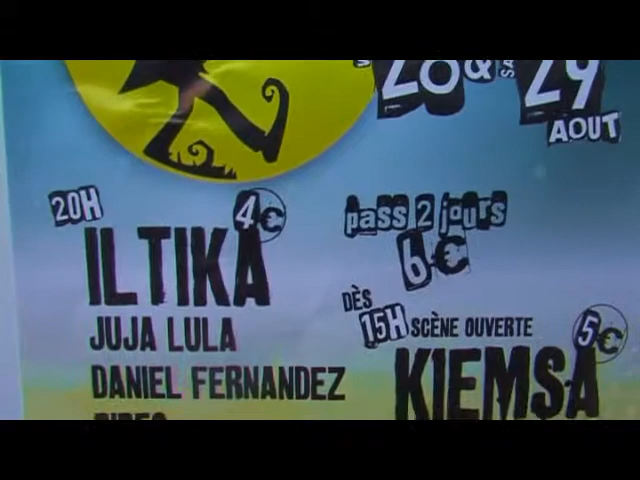 28 & 29
AOUT
20H 4€
ILTIKA
JUJA LULA
DANIEL FERNANDEZ
pass 2 jours
6€
DÈS
15H SCÈNE OUVERTE 5€
KIEMSA